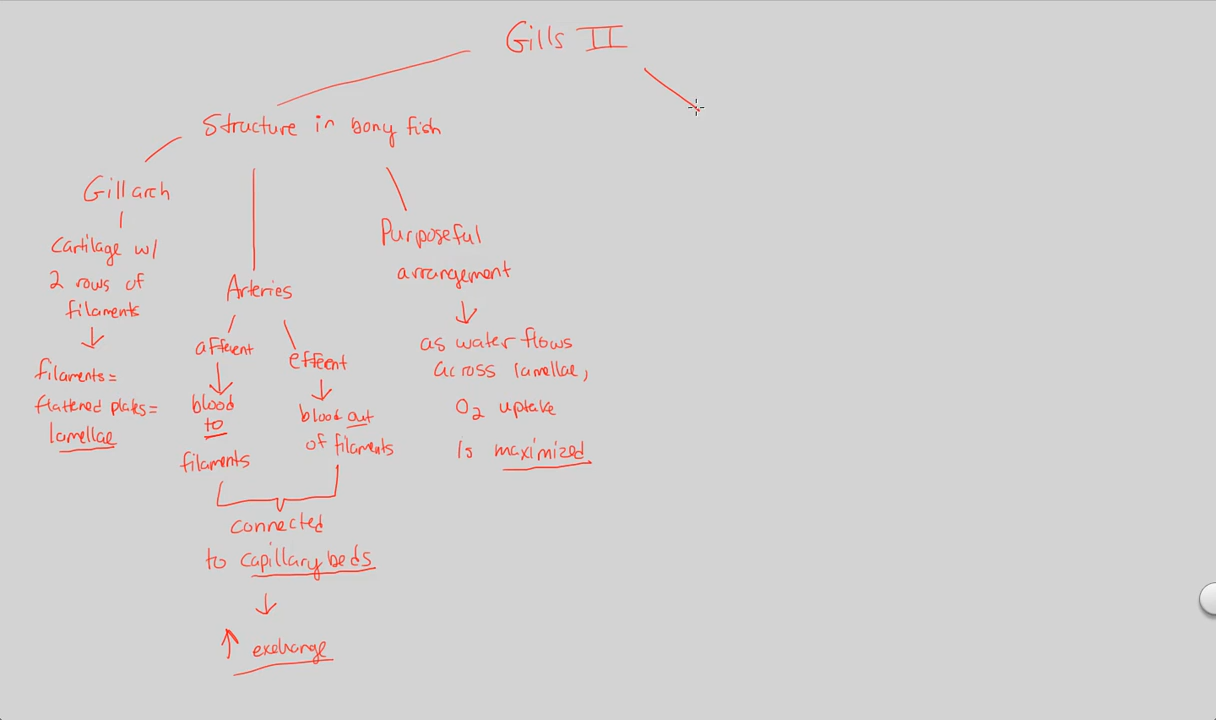 Gills II
Structure in bony fish
Gill arch
Cartilage w/
2 rows of
filaments
filaments=
flattened plates=
lamellae
Arteries
afferent
blood
to
filaments
efferent
blood out
of filaments
connected
to capillary beds
↑ exchange
Purposeful
arrangement
as water flows
across lamellae,
O2 uptake
is maximized